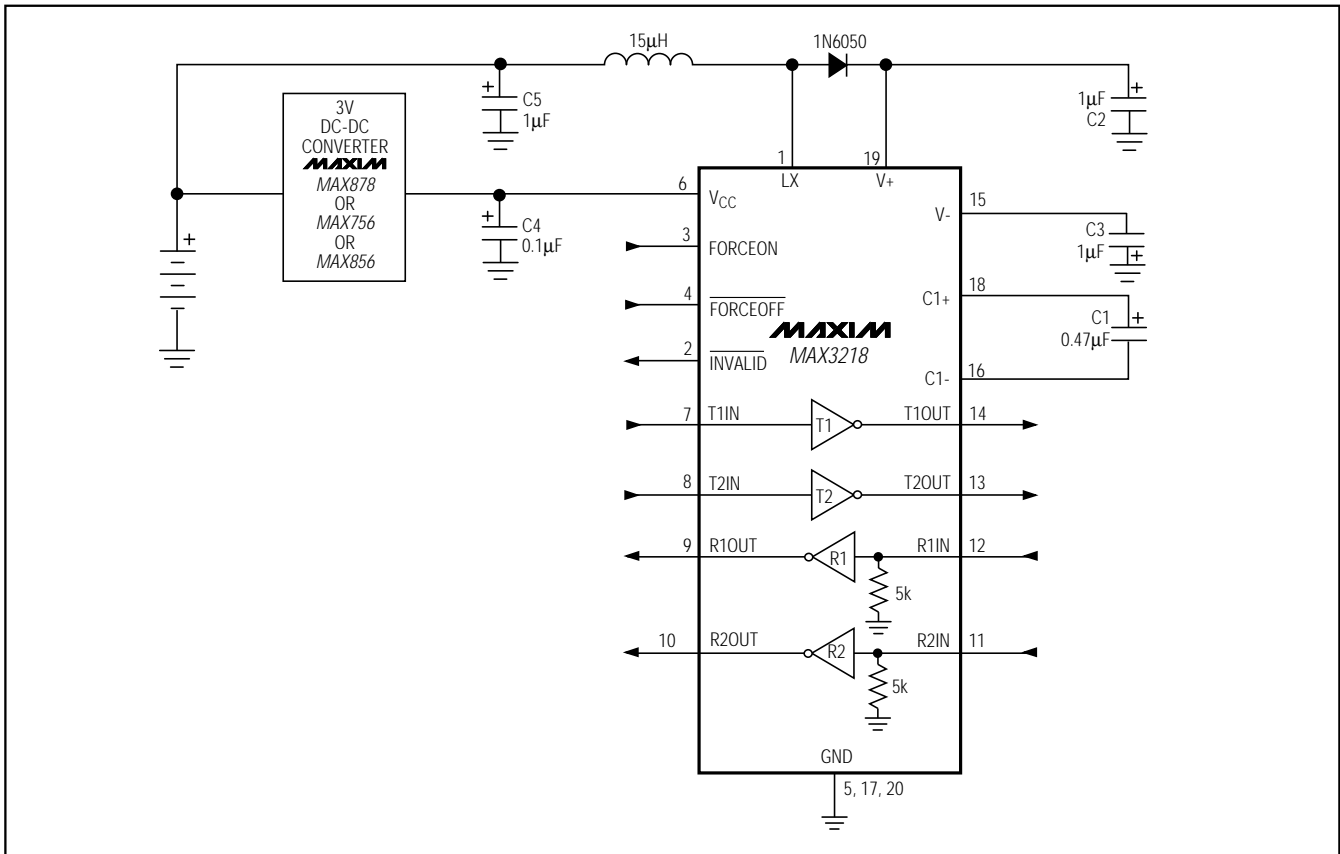 15µH
1N6050
+
C5
1µF
1µF
+
C2
3V
DC-DC
CONVERTER
MAXIM
MAX878
OR
MAX756
OR
MAX856
+
C4
0.1µF
+
1
LX
19
V+
6
VCC
3
FORCEON
4
FORCEOFF
2
INVALID
MAXIM
MAX3218
V-
15
C3
1µF
+
C1+
18
C1
+
0.47µF
C1-
16
7
T1IN
T1
T1OUT
14
8
T2IN
T2
T2OUT
13
9
R1OUT
R1
R1IN
12
5k
10
R2OUT
R2
R2IN
11
5k
GND
5, 17, 20